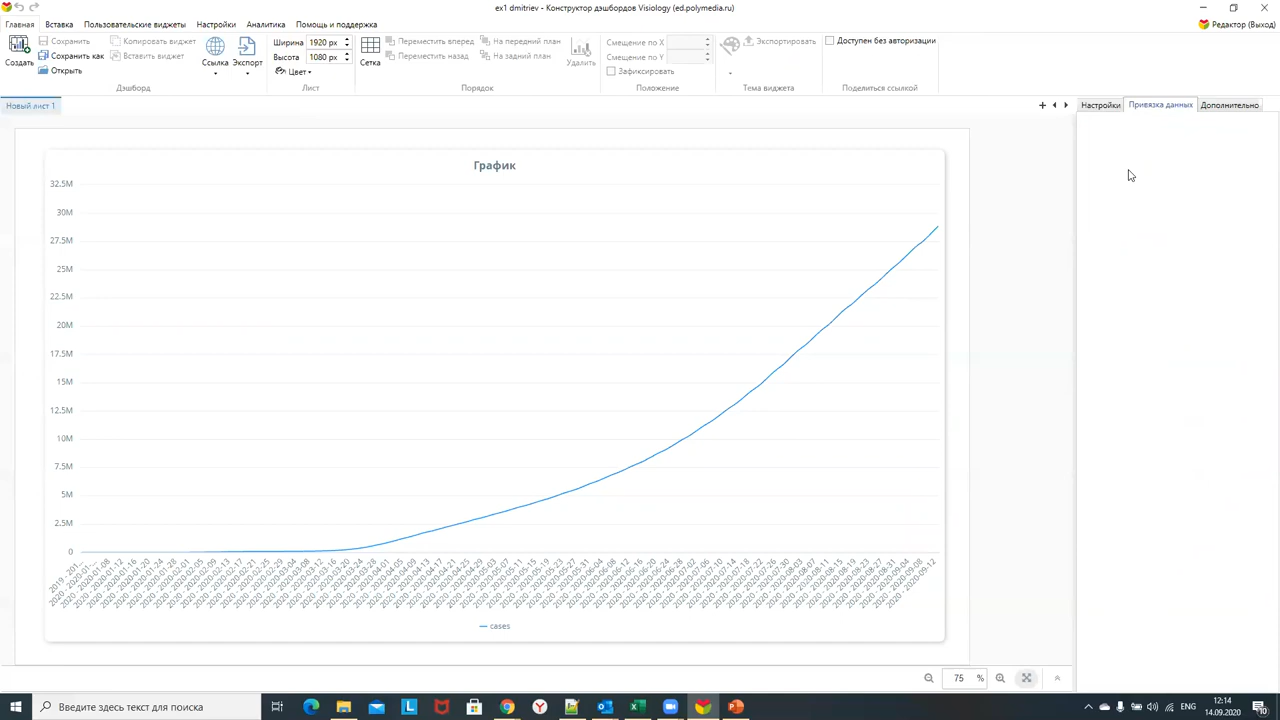 ex1 dmitriev - Конструктор дэшбордов Visiology (ed.polymedia.ru)
Главная Вставка Пользовательские виджеты Настройки Аналитика Помощь и поддержка Редактор (Выход)
Сохранить Копировать виджет Ширина 1920 px Переместить вперед На передний план Смещение по X Экспортировать Доступен без авторизации
Создать Сохранить как Вставить виджет Ссылка Экспорт Высота 1080 px Сетка Переместить назад На задний план Удалить Смещение по Y
Открыть Цвет Зафиксировать
Дэшборд Лист Порядок Положение Тема виджета Поделиться ссылкой
Новый лист 1 Настройки Привязка данных Дополнительно
График
32.5M
30M
27.5M
25M
22.5M
20M
17.5M
15M
12.5M
10M
7.5M
5M
2.5M
0
cases
75 %
Введите здесь текст для поиска
ENG
12:14
14.09.2020
10